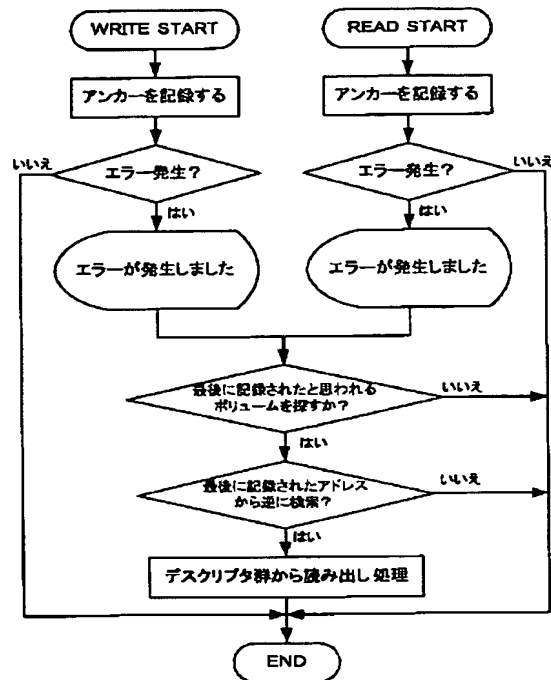 WRITE START
READ START
アンカーを記録する
アンカーを記録する
いいえ
エラー発生？
エラー発生？
いいえ
はい
はい
エラーが発生しました
エラーが発生しました
最後に記録されたと思われる
ボリュームを探すか？
いいえ
はい
最後に記録されたアドレス
から逆に検索？
いいえ
はい
デスクリプタ群から読み出し処理
END